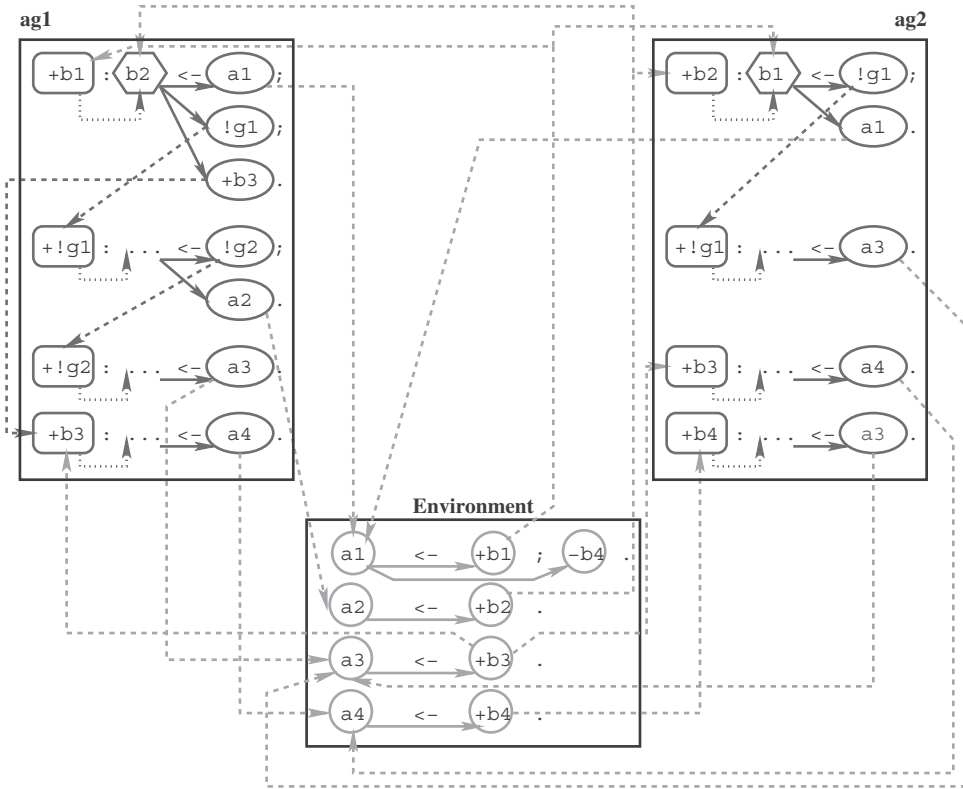 ag1
+b1 : b2 <- a1 ;
!g1 ;
+b3 .
+!g1 : ... <- !g2 ;
a2 .
+!g2 : ... <- a3 .
+b3 : ... <- a4 .
ag2
+b2 : b1 <- !g1 ;
a1 .
+!g1 : ... <- a3 .
+b3 : ... <- a4 .
+b4 : ... <- a3 .
Environment
a1 <- +b1 ; -b4 .
a2 <- +b2 .
a3 <- +b3 .
a4 <- +b4 .